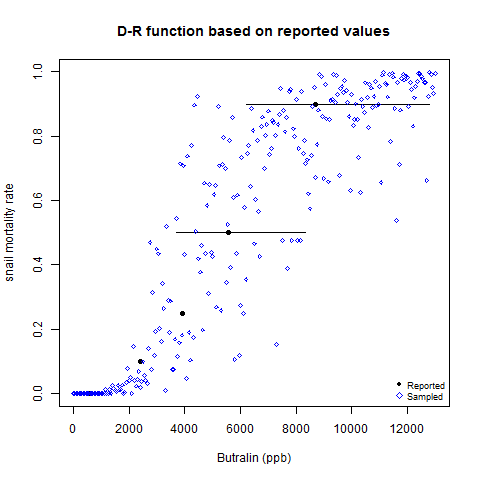 D-R function based on reported values
snail mortality rate
1.0
0.8
0.6
0.4
0.2
0.0
Reported
Sampled
0 2000 4000 6000 8000 10000 12000
Butralin (ppb)